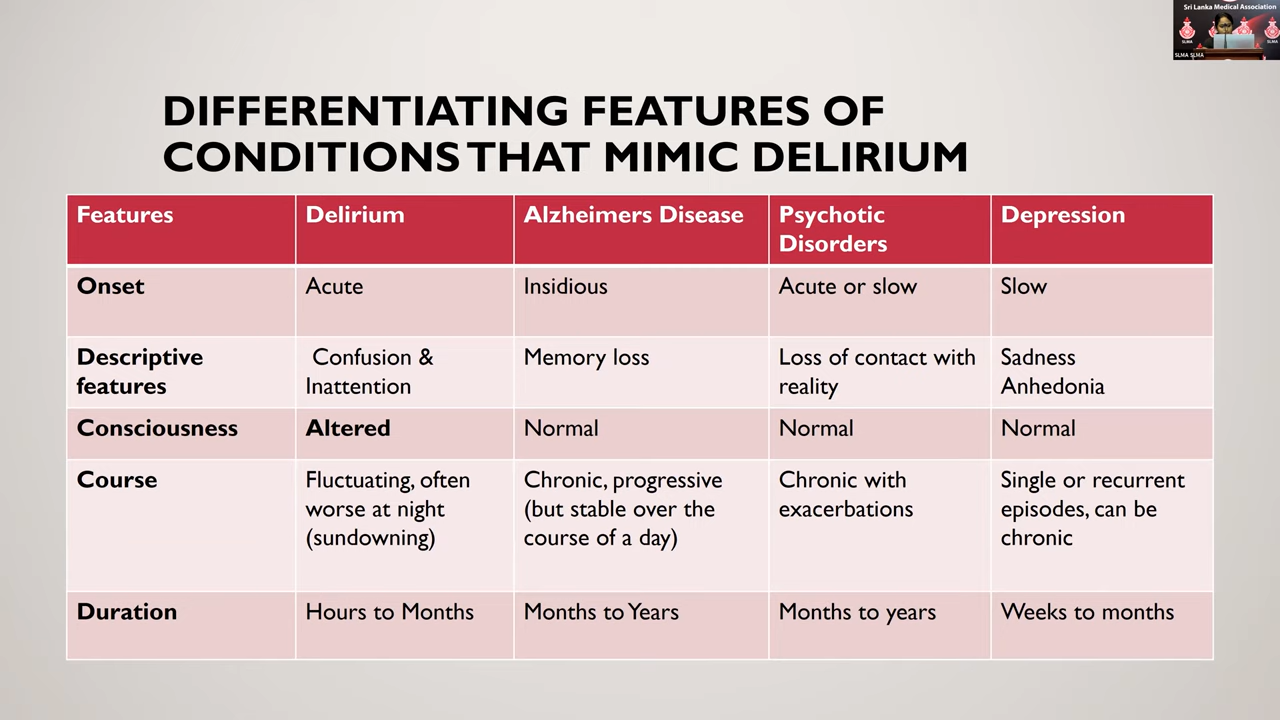 Sri Lanka Medical Association
SLMA
SLMA
SLMA SLMA
DIFFERENTIATING FEATURES OF
CONDITIONS THAT MIMIC DELIRIUM
Features
Delirium
Alzheimers Disease
Psychotic
Disorders
Depression
Onset
Acute
Insidious
Acute or slow
Slow
Descriptive
features
Confusion &
Inattention
Memory loss
Loss of contact with
reality
Sadness
Anhedonia
Consciousness
Altered
Normal
Normal
Normal
Course
Fluctuating, often
worse at night
(sundowning)
Chronic, progressive
(but stable over the
course of a day)
Chronic with
exacerbations
Single or recurrent
episodes, can be
chronic
Duration
Hours to Months
Months to Years
Months to years
Weeks to months